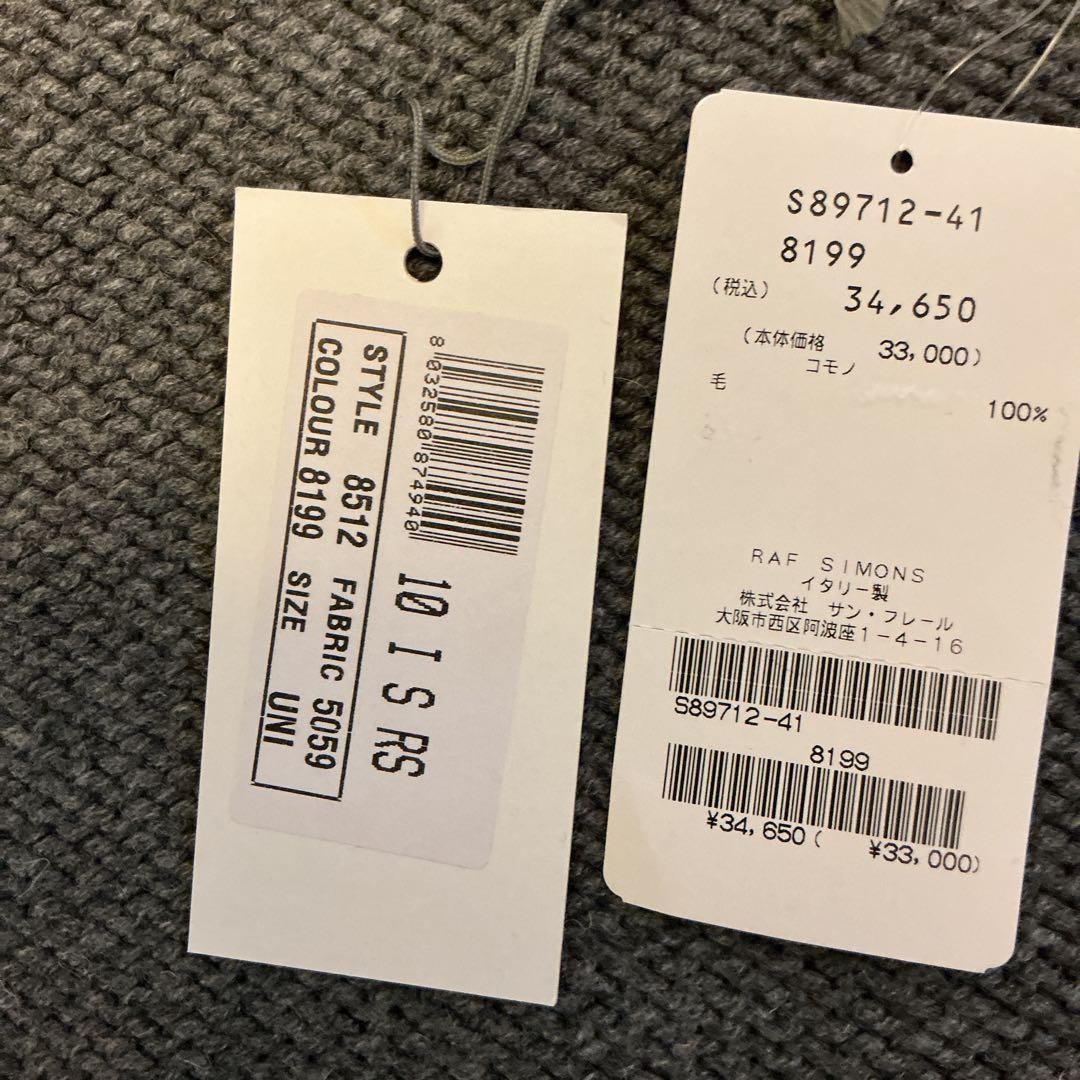 8 032580 874940
STYLE 8512 FABRIC 5059
COLOUR 8199 SIZE UNI
10 I S RS
S89712-41
8199
(税込) 34,650
(本体価格 33,000)
コモノ
毛 100%
RAF SIMONS
イタリー製
株式会社 サン・フレール
大阪市西区阿波座1-4-16
S89712-41
8199
¥34,650( ¥33,000)